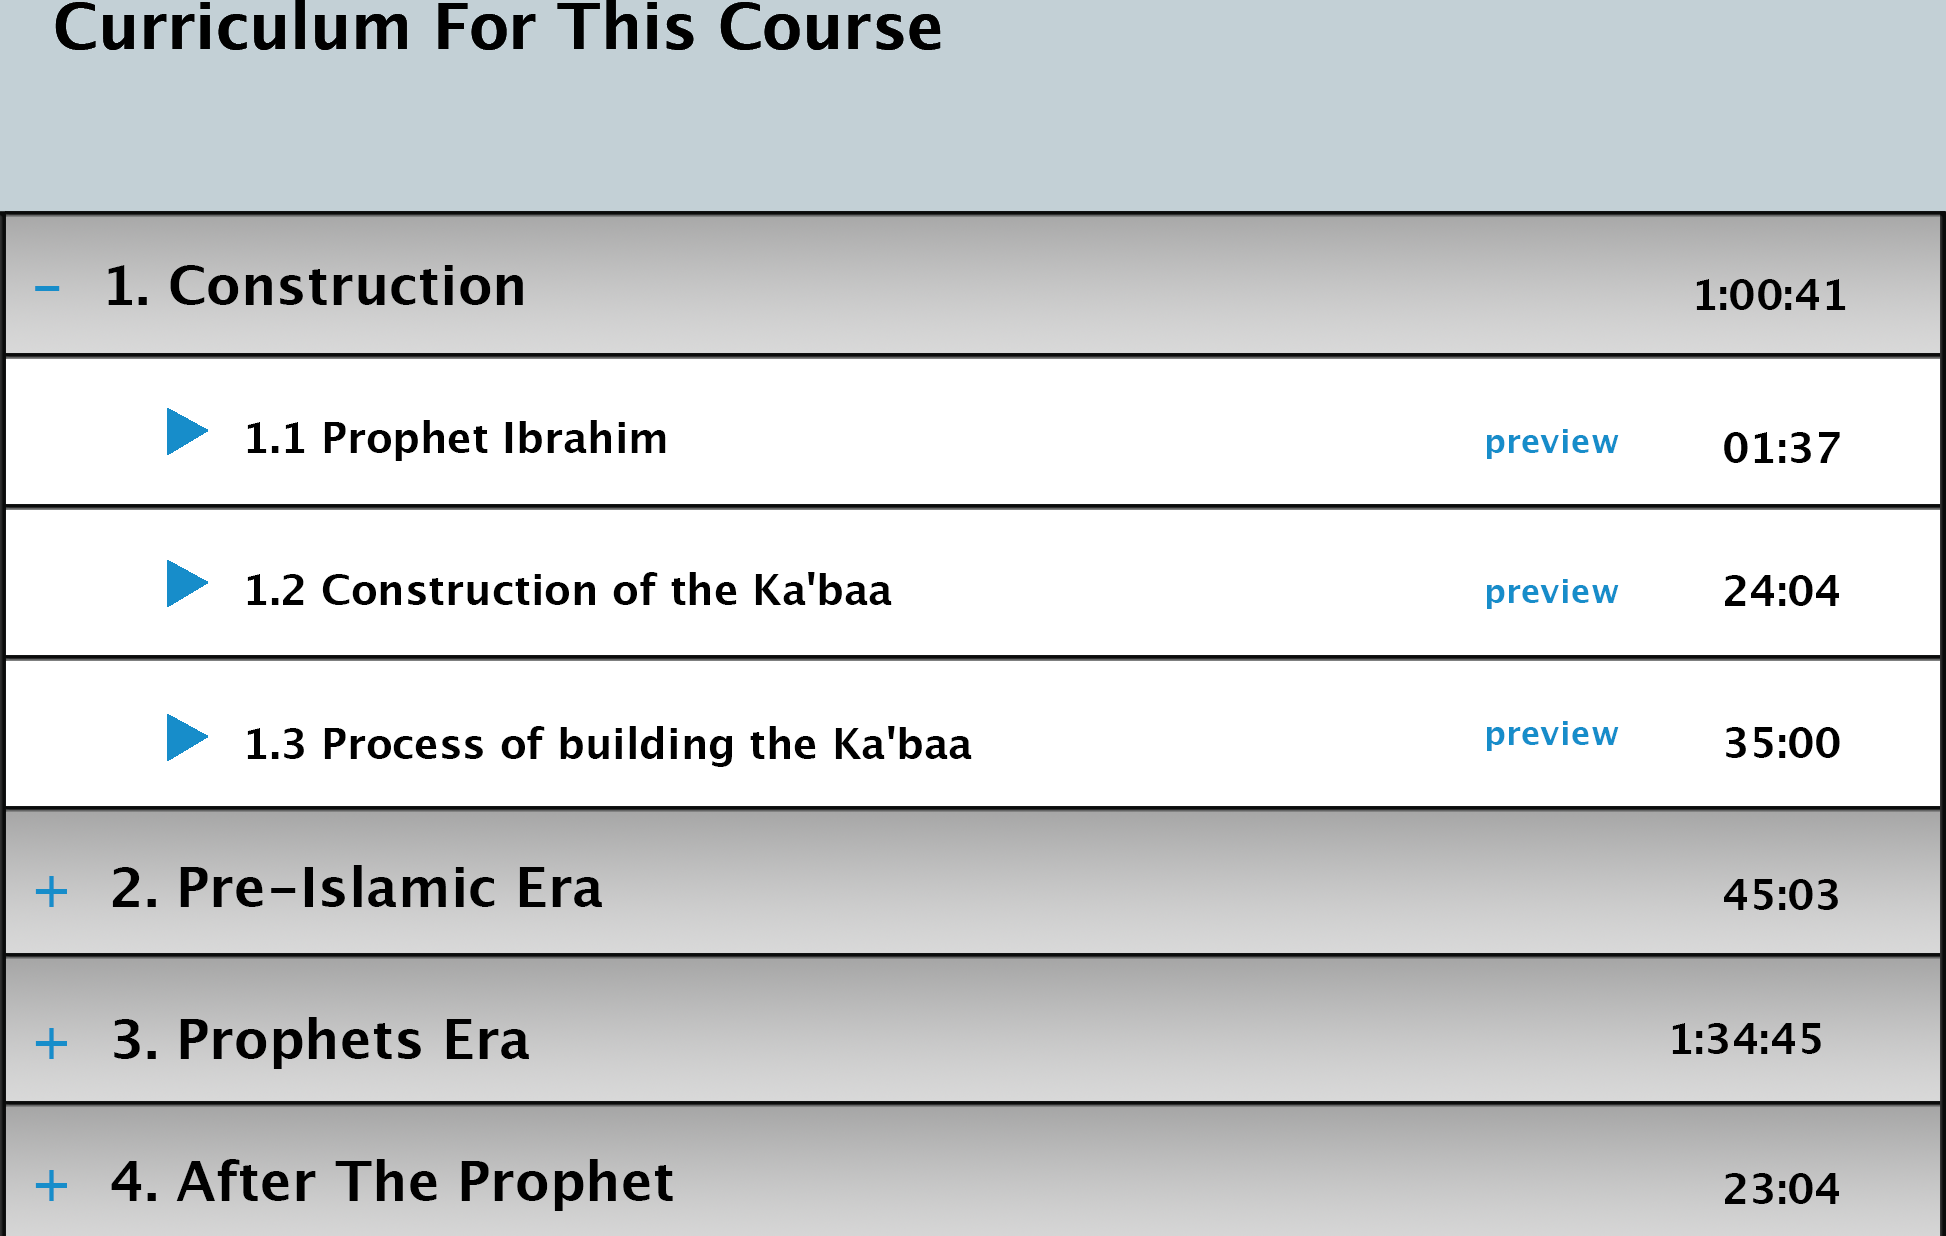 Curriculum For This Course
- 1. Construction 1:00:41
1.1 Prophet Ibrahim preview 01:37
1.2 Construction of the Ka'baa preview 24:04
1.3 Process of building the Ka'baa preview 35:00
+ 2. Pre-Islamic Era 45:03
+ 3. Prophets Era 1:34:45
+ 4. After The Prophet 23:04